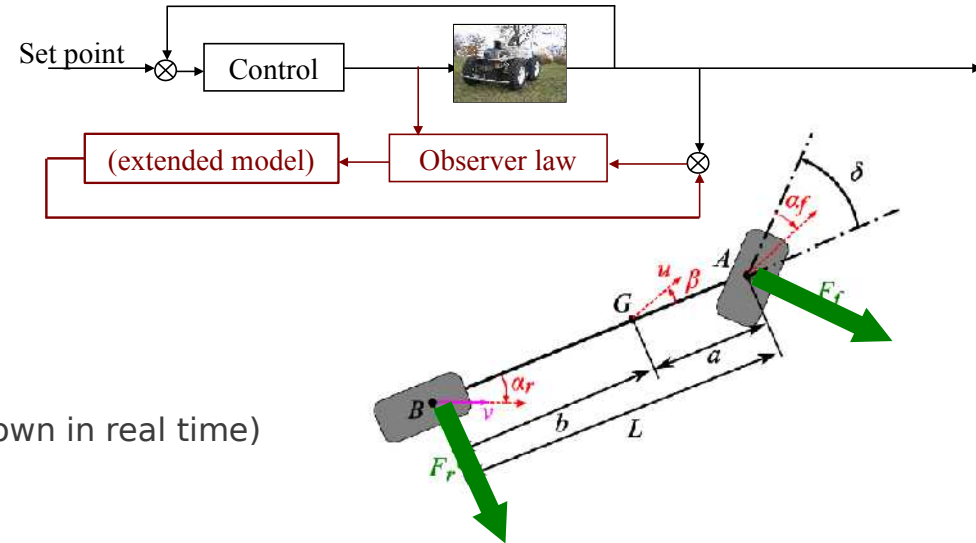 Set point
Control
(extended model)
Observer law
δ
αf
A
u
β
Ff
G
a
αr
B
v
b
L
Fr
own in real time)